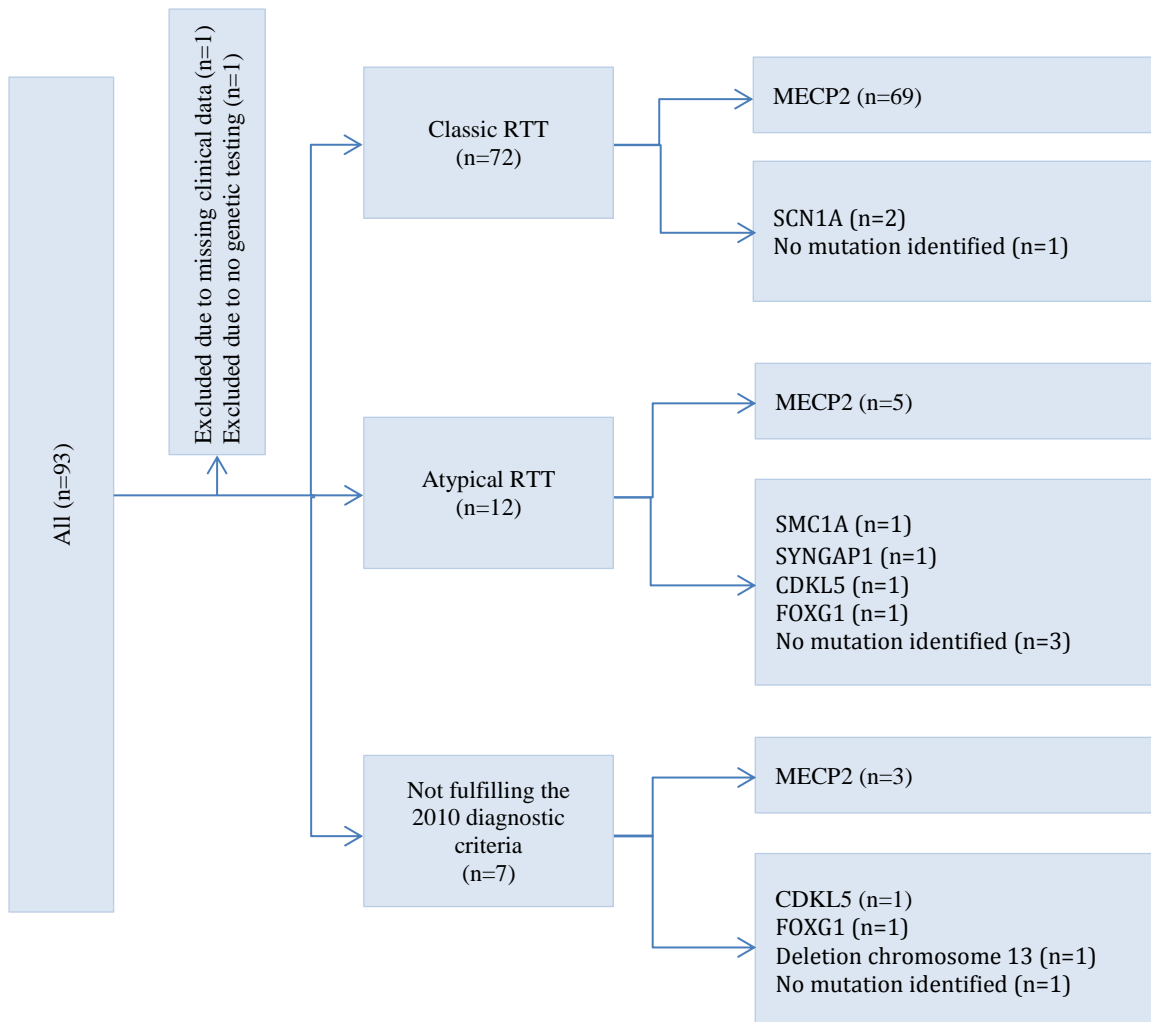 All (n=93)
Excluded due to missing clinical data (n=1)
Excluded due to no genetic testing (n=1)
Classic RTT
(n=72)
MECP2 (n=69)
SCN1A (n=2)
No mutation identified (n=1)
Atypical RTT
(n=12)
MECP2 (n=5)
SMC1A (n=1)
SYNGAP1 (n=1)
CDKL5 (n=1)
FOXG1 (n=1)
No mutation identified (n=3)
Not fulfilling the
2010 diagnostic
criteria
(n=7)
MECP2 (n=3)
CDKL5 (n=1)
FOXG1 (n=1)
Deletion chromosome 13 (n=1)
No mutation identified (n=1)